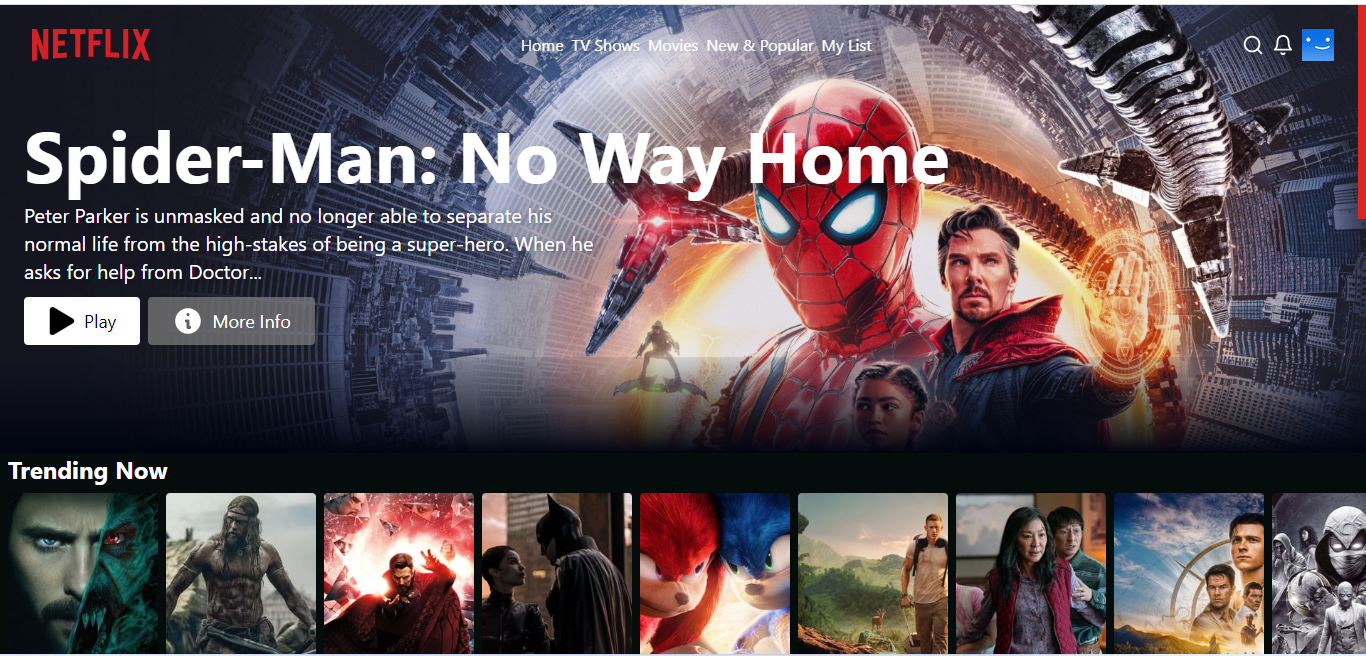 NETFLIX
Home TV Shows Movies New & Popular My List
Spider-Man: No Way Home
Peter Parker is unmasked and no longer able to separate his
normal life from the high-stakes of being a super-hero. When he
asks for help from Doctor...
Play
More Info
Trending Now